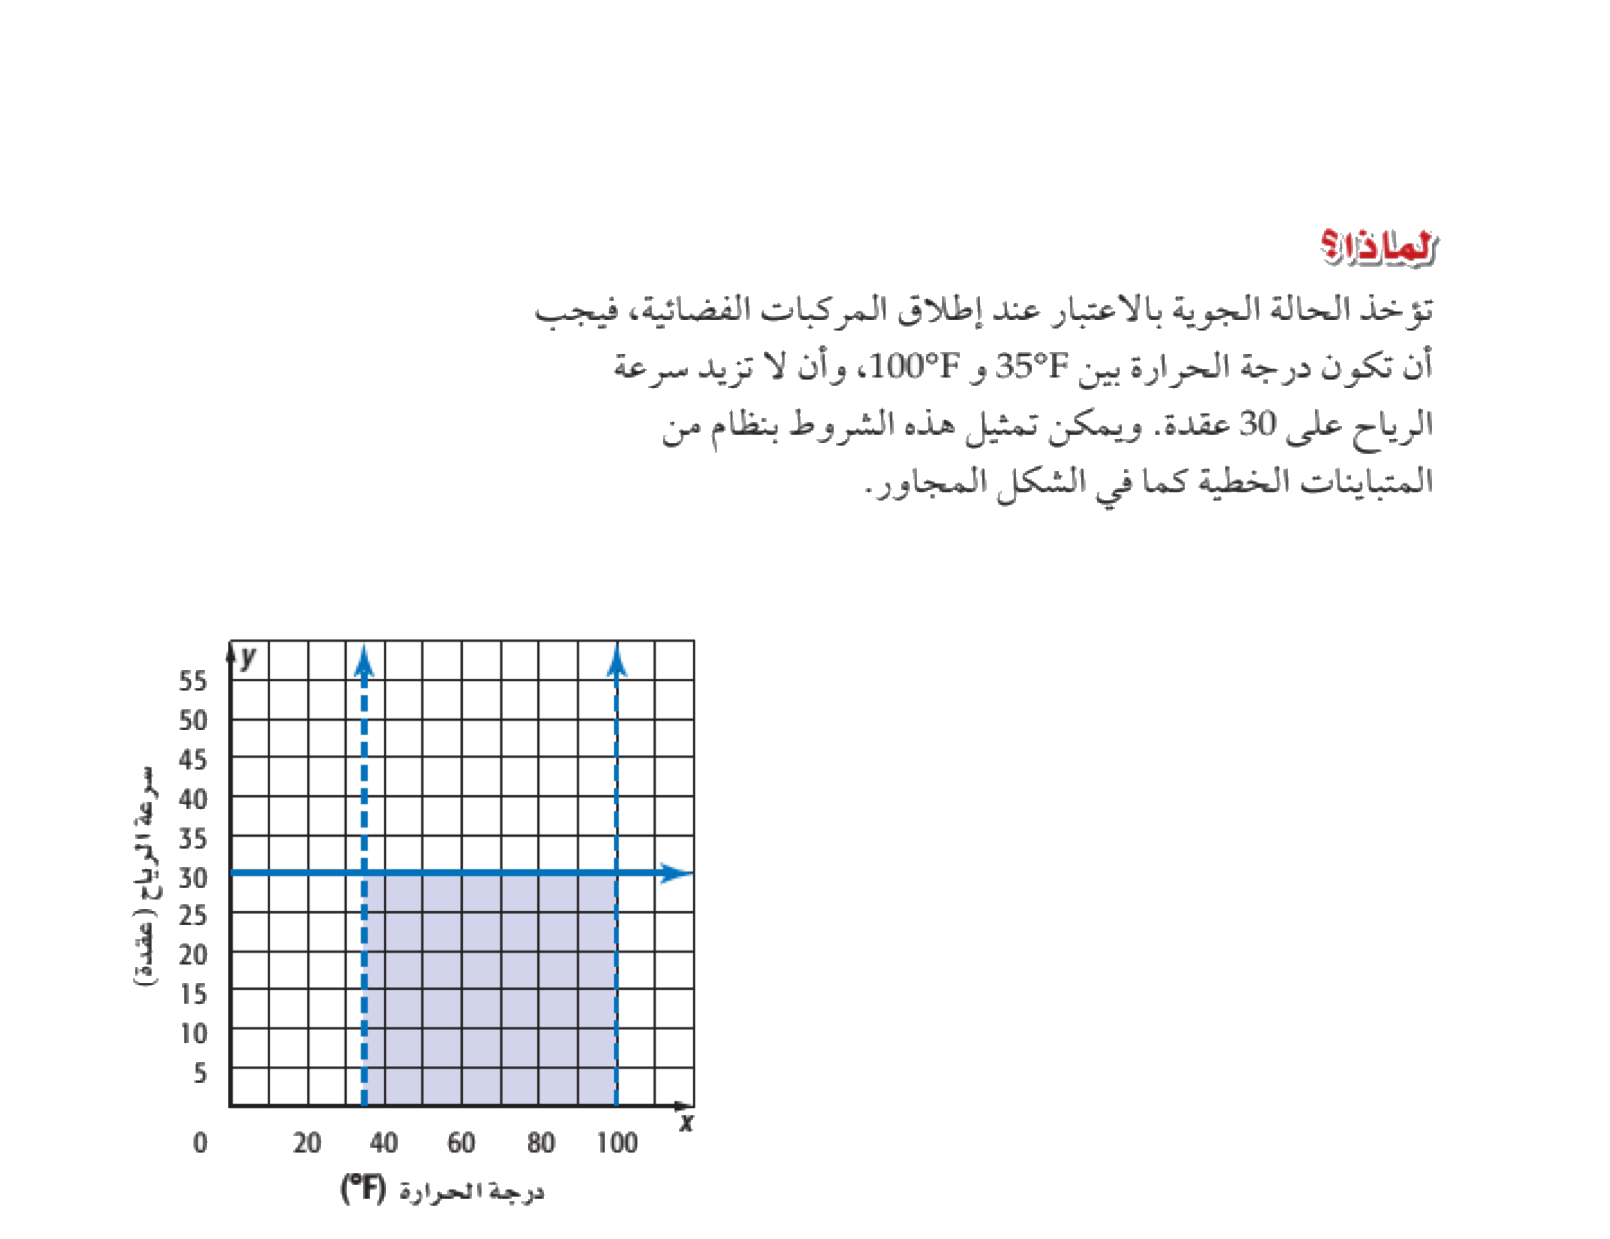 لماذا؟
تؤخذ الحالة الجوية بالاعتبار عند إطلاق المركبات الفضائية، فيجب
أن تكون درجة الحرارة بين 35°F و 100°F، وأن لا تزيد سرعة
الرياح على 30 عقدة. ويمكن تمثيل هذه الشروط بنظام من
المتباينات الخطية كما في الشكل المجاور.
y
55
50
45
40
35
30
25
20
15
10
5
سرعة الرياح (عقدة)
x
0 20 40 60 80 100
درجة الحرارة (°F)